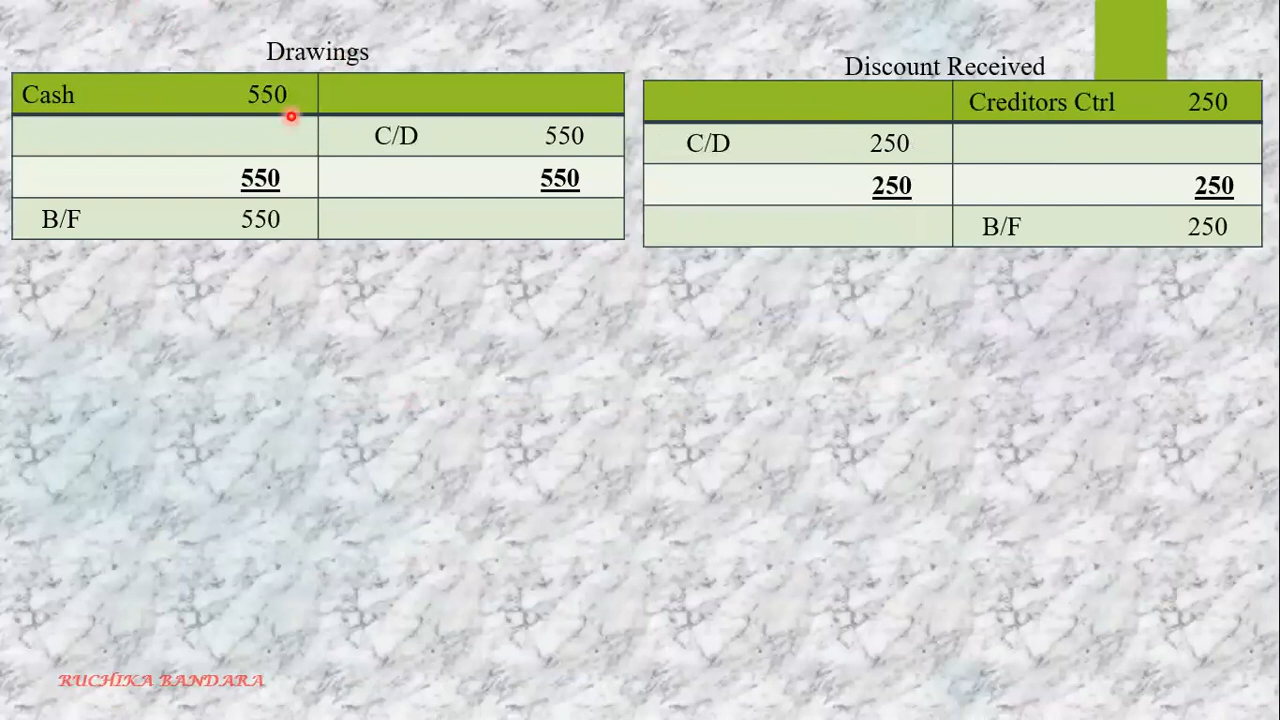 Drawings
Cash 550
C/D 550
550 550
B/F 550
Discount Received
Creditors Ctrl 250
C/D 250
250 250
B/F 250
RUCHIKA BANDARA